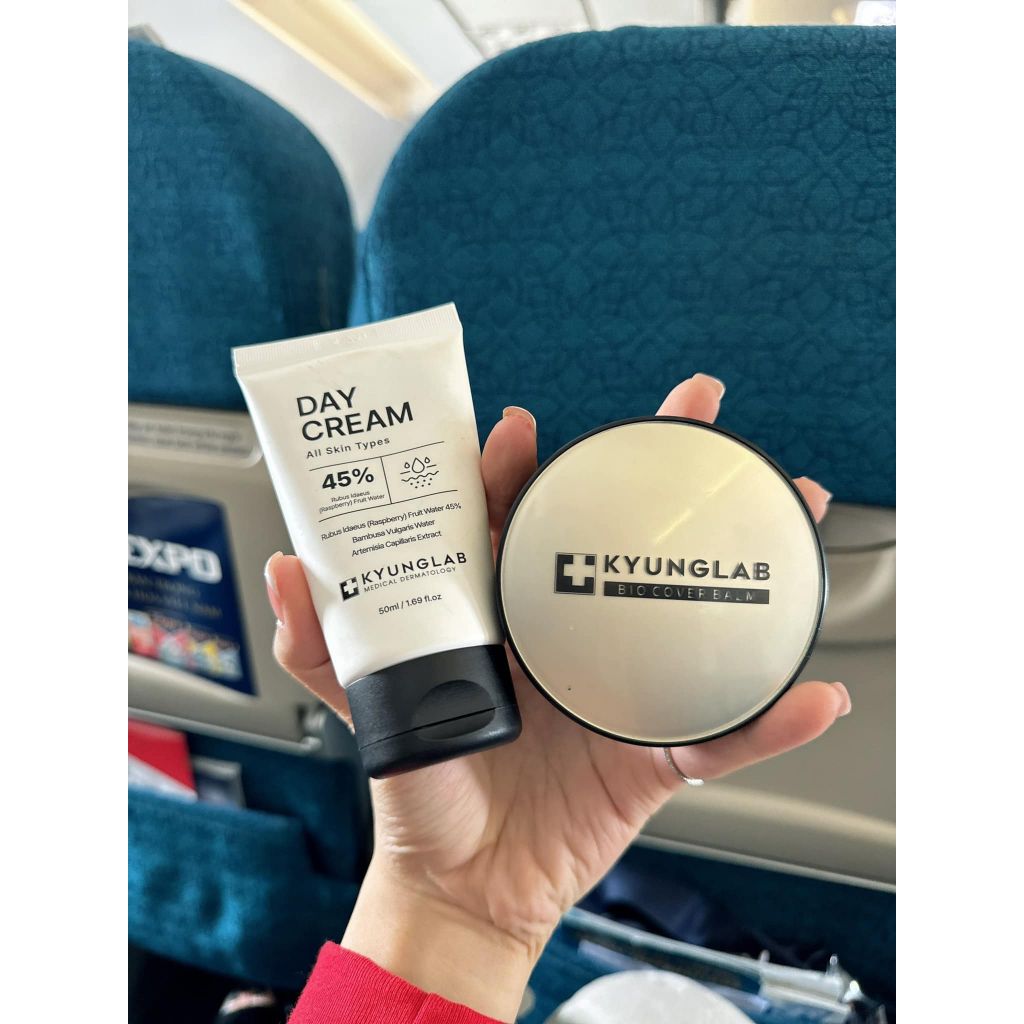 DAY
CREAM
All Skin Types
45%
Rubus Idaeus
(Raspberry) Fruit Water
Rubus Idaeus (Raspberry) Fruit Water 45%
Bambusa Vulgaris Water
Artemisia Capillaris Extract
KYUNGLAB
MEDICAL DERMATOLOGY
50ml / 1.69 fl.oz
KYUNGLAB
BIO COVER BALM